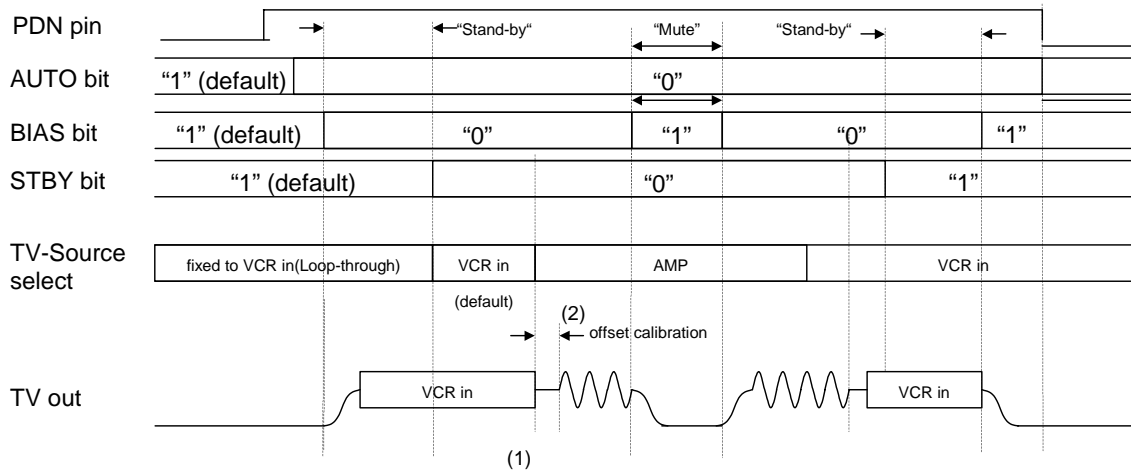 PDN pin
“Stand-by“
“Mute”
“Stand-by”
AUTO bit
“1” (default)
“0”
BIAS bit
“1” (default)
“0”
“1”
“0”
“1”
STBY bit
“1” (default)
“0”
“1”
TV-Source
select
fixed to VCR in(Loop-through)
VCR in
AMP
VCR in
(default)
(2)
offset calibration
TV out
VCR in
VCR in
(1)